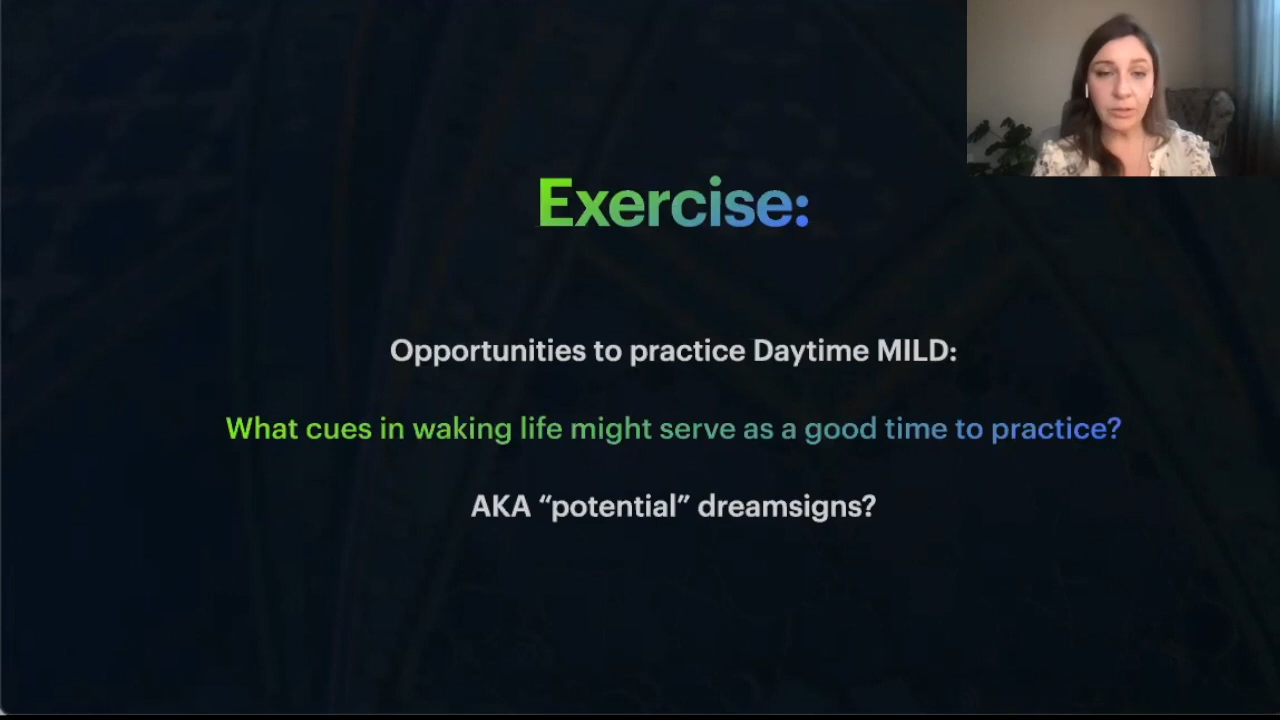 Exercise:
Opportunities to practice Daytime MILD:
What cues in waking life might serve as a good time to practice?
AKA “potential” dreamsigns?